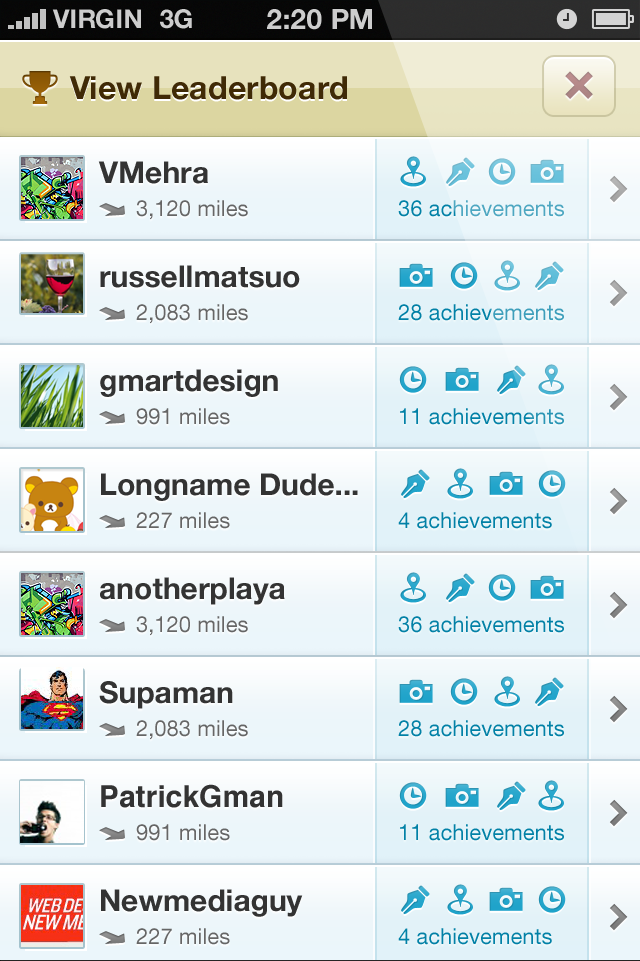 VIRGIN 3G 2:20 PM
View Leaderboard
VMehra
3,120 miles
36 achievements
russellmatsuo
2,083 miles
28 achievements
gmartdesign
991 miles
11 achievements
Longname Dude...
227 miles
4 achievements
anotherplaya
3,120 miles
36 achievements
Supaman
2,083 miles
28 achievements
PatrickGman
991 miles
11 achievements
WEB DE
NEW ME
Newmediaguy
227 miles
4 achievements